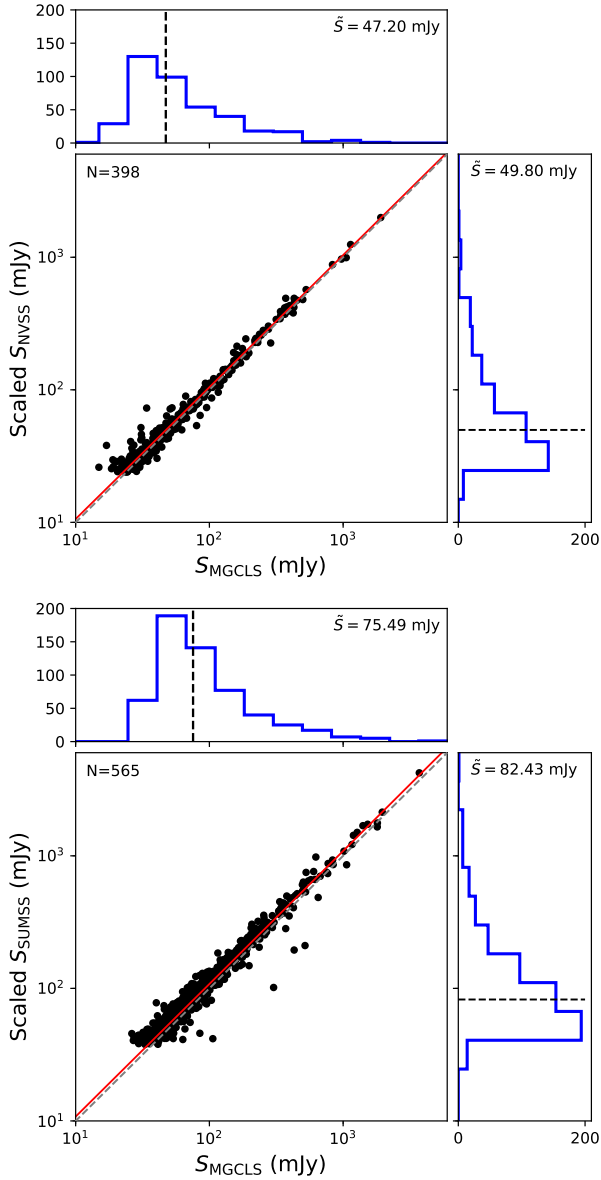 200
150
100
50
0
S̃ = 47.20 mJy
N=398
S̃ = 49.80 mJy
10³
10²
10¹
Scaled S_NVSS (mJy)
10¹ 10² 10³
0 200
S_MGCLS (mJy)
200
150
100
50
0
S̃ = 75.49 mJy
N=565
S̃ = 82.43 mJy
10³
10²
10¹
Scaled S_SUMSS (mJy)
10¹ 10² 10³
0 200
S_MGCLS (mJy)